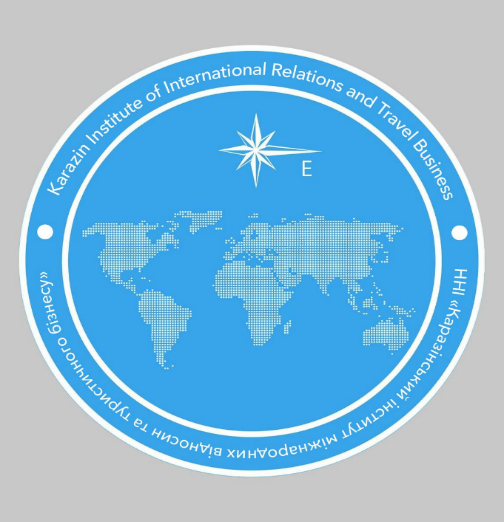 Karazin Institute of International Relations and Travel Business
E
ННІ «Каразінський інститут міжнародних відносин та туристичного бізнесу»